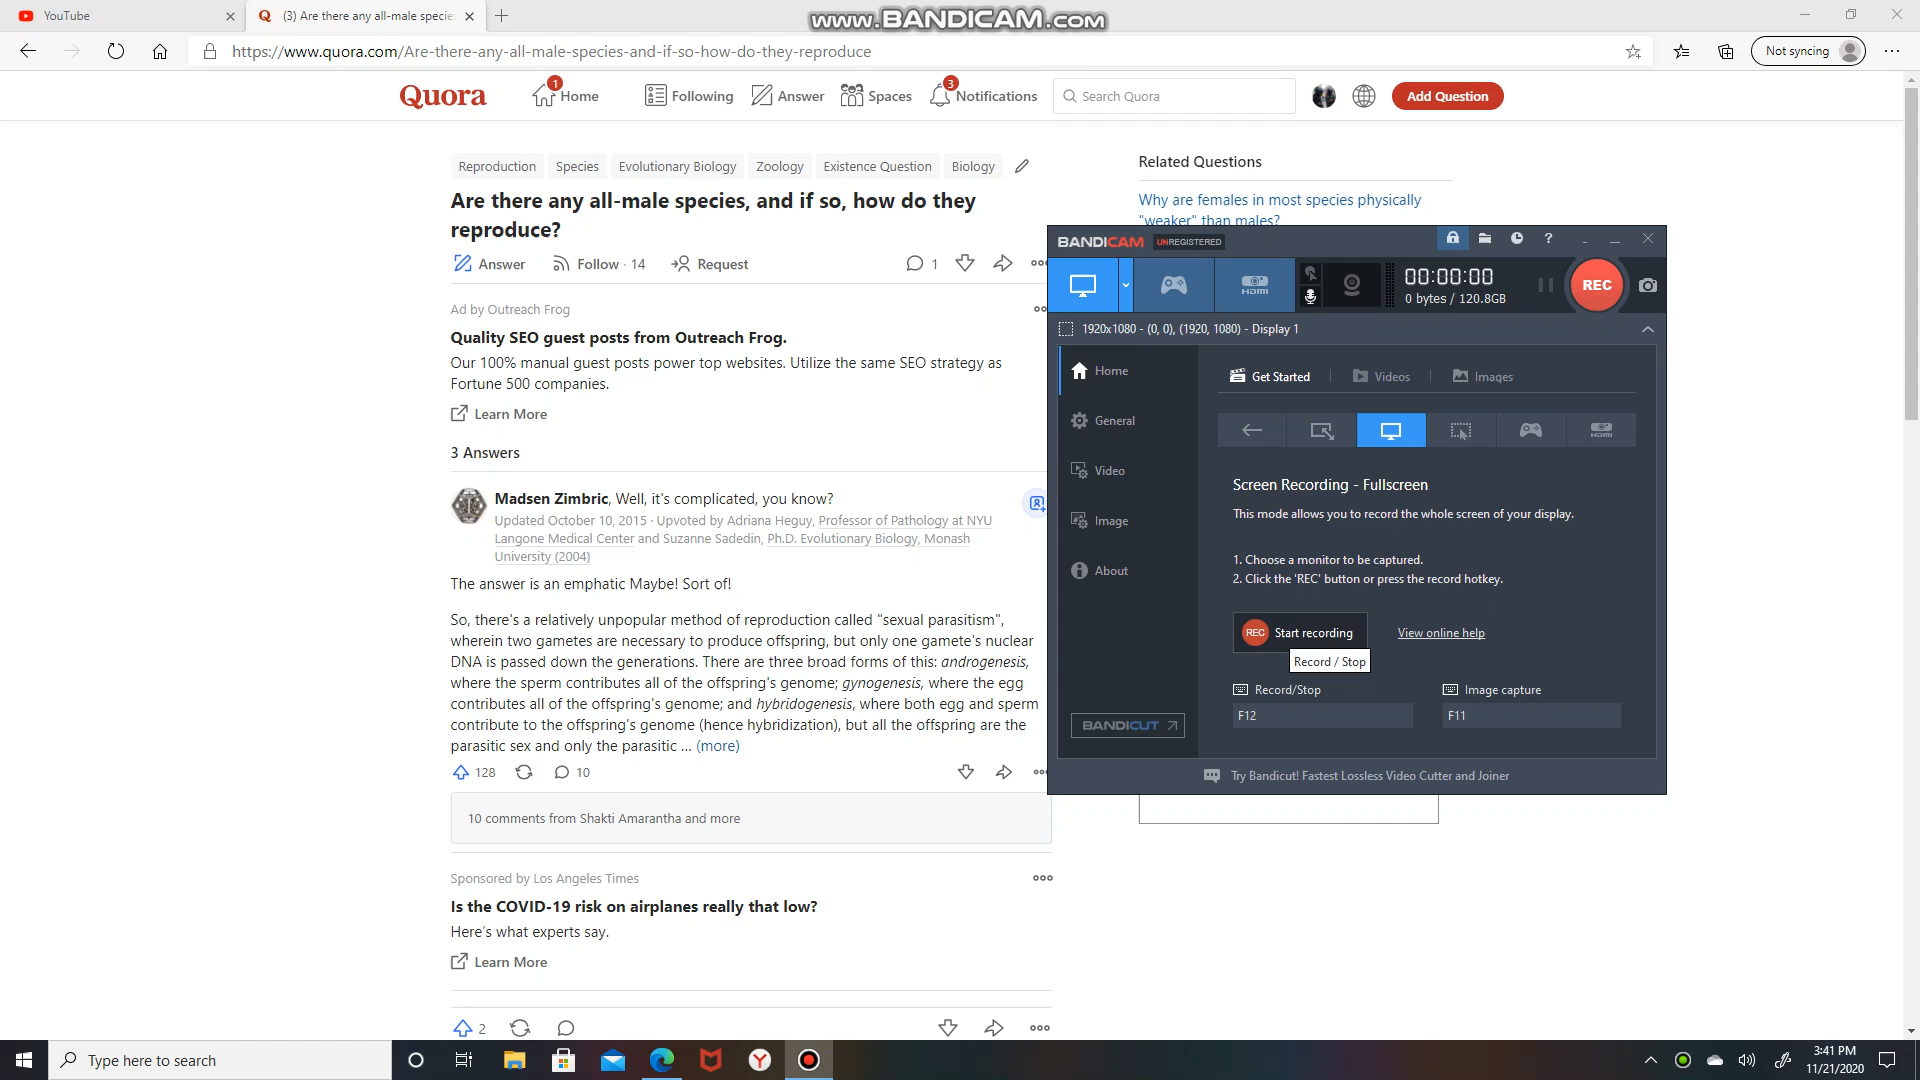 YouTube
(3) Are there any all-male specie
www.BANDICAM.com
https://www.quora.com/Are-there-any-all-male-species-and-if-so-how-do-they-reproduce
Not syncing
Quora
1
Home
Following
Answer
Spaces
3
Notifications
Search Quora
Add Question
Reproduction
Species
Evolutionary Biology
Zoology
Existence Question
Biology
Are there any all-male species, and if so, how do they
reproduce?
Answer
Follow · 14
Request
1
Ad by Outreach Frog
Quality SEO guest posts from Outreach Frog.
Our 100% manual guest posts power top websites. Utilize the same SEO strategy as
Fortune 500 companies.
Learn More
3 Answers
Madsen Zimbric, Well, it's complicated, you know?
Updated October 10, 2015 · Upvoted by Adriana Heguy, Professor of Pathology at NYU
Langone Medical Center and Suzanne Sadedin, Ph.D. Evolutionary Biology, Monash
University (2004)
The answer is an emphatic Maybe! Sort of!
So, there's a relatively unpopular method of reproduction called "sexual parasitism",
wherein two gametes are necessary to produce offspring, but only one gamete's nuclear
DNA is passed down the generations. There are three broad forms of this: androgenesis,
where the sperm contributes all of the offspring's genome; gynogenesis, where the egg
contributes all of the offspring's genome; and hybridogenesis, where both egg and sperm
contribute to the offspring's genome (hence hybridization), but all the offspring are the
parasitic sex and only the parasitic ... (more)
128
10
10 comments from Shakti Amarantha and more
Sponsored by Los Angeles Times
Is the COVID-19 risk on airplanes really that low?
Here's what experts say.
Learn More
2
Related Questions
Why are females in most species physically
"weaker" than males?
BANDICAM UNREGISTERED
?
HDMI
00:00:00
0 bytes / 120.8GB
REC
1920x1080 - (0, 0), (1920, 1080) - Display 1
Home
General
Video
Image
About
BANDICUT
Get Started
Videos
Images
HDMI
Screen Recording - Fullscreen
This mode allows you to record the whole screen of your display.
1. Choose a monitor to be captured.
2. Click the 'REC' button or press the record hotkey.
REC Start recording
View online help
Record / Stop
Record/Stop
Image capture
F12
F11
Try Bandicut! Fastest Lossless Video Cutter and Joiner
Type here to search
3:41 PM
11/21/2020